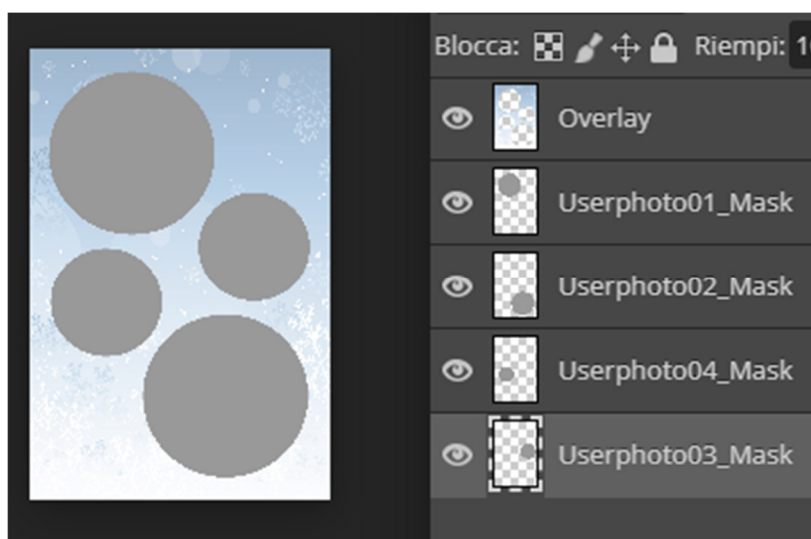 Blocca: Riempi:
Overlay
Userphoto01_Mask
Userphoto02_Mask
Userphoto04_Mask
Userphoto03_Mask